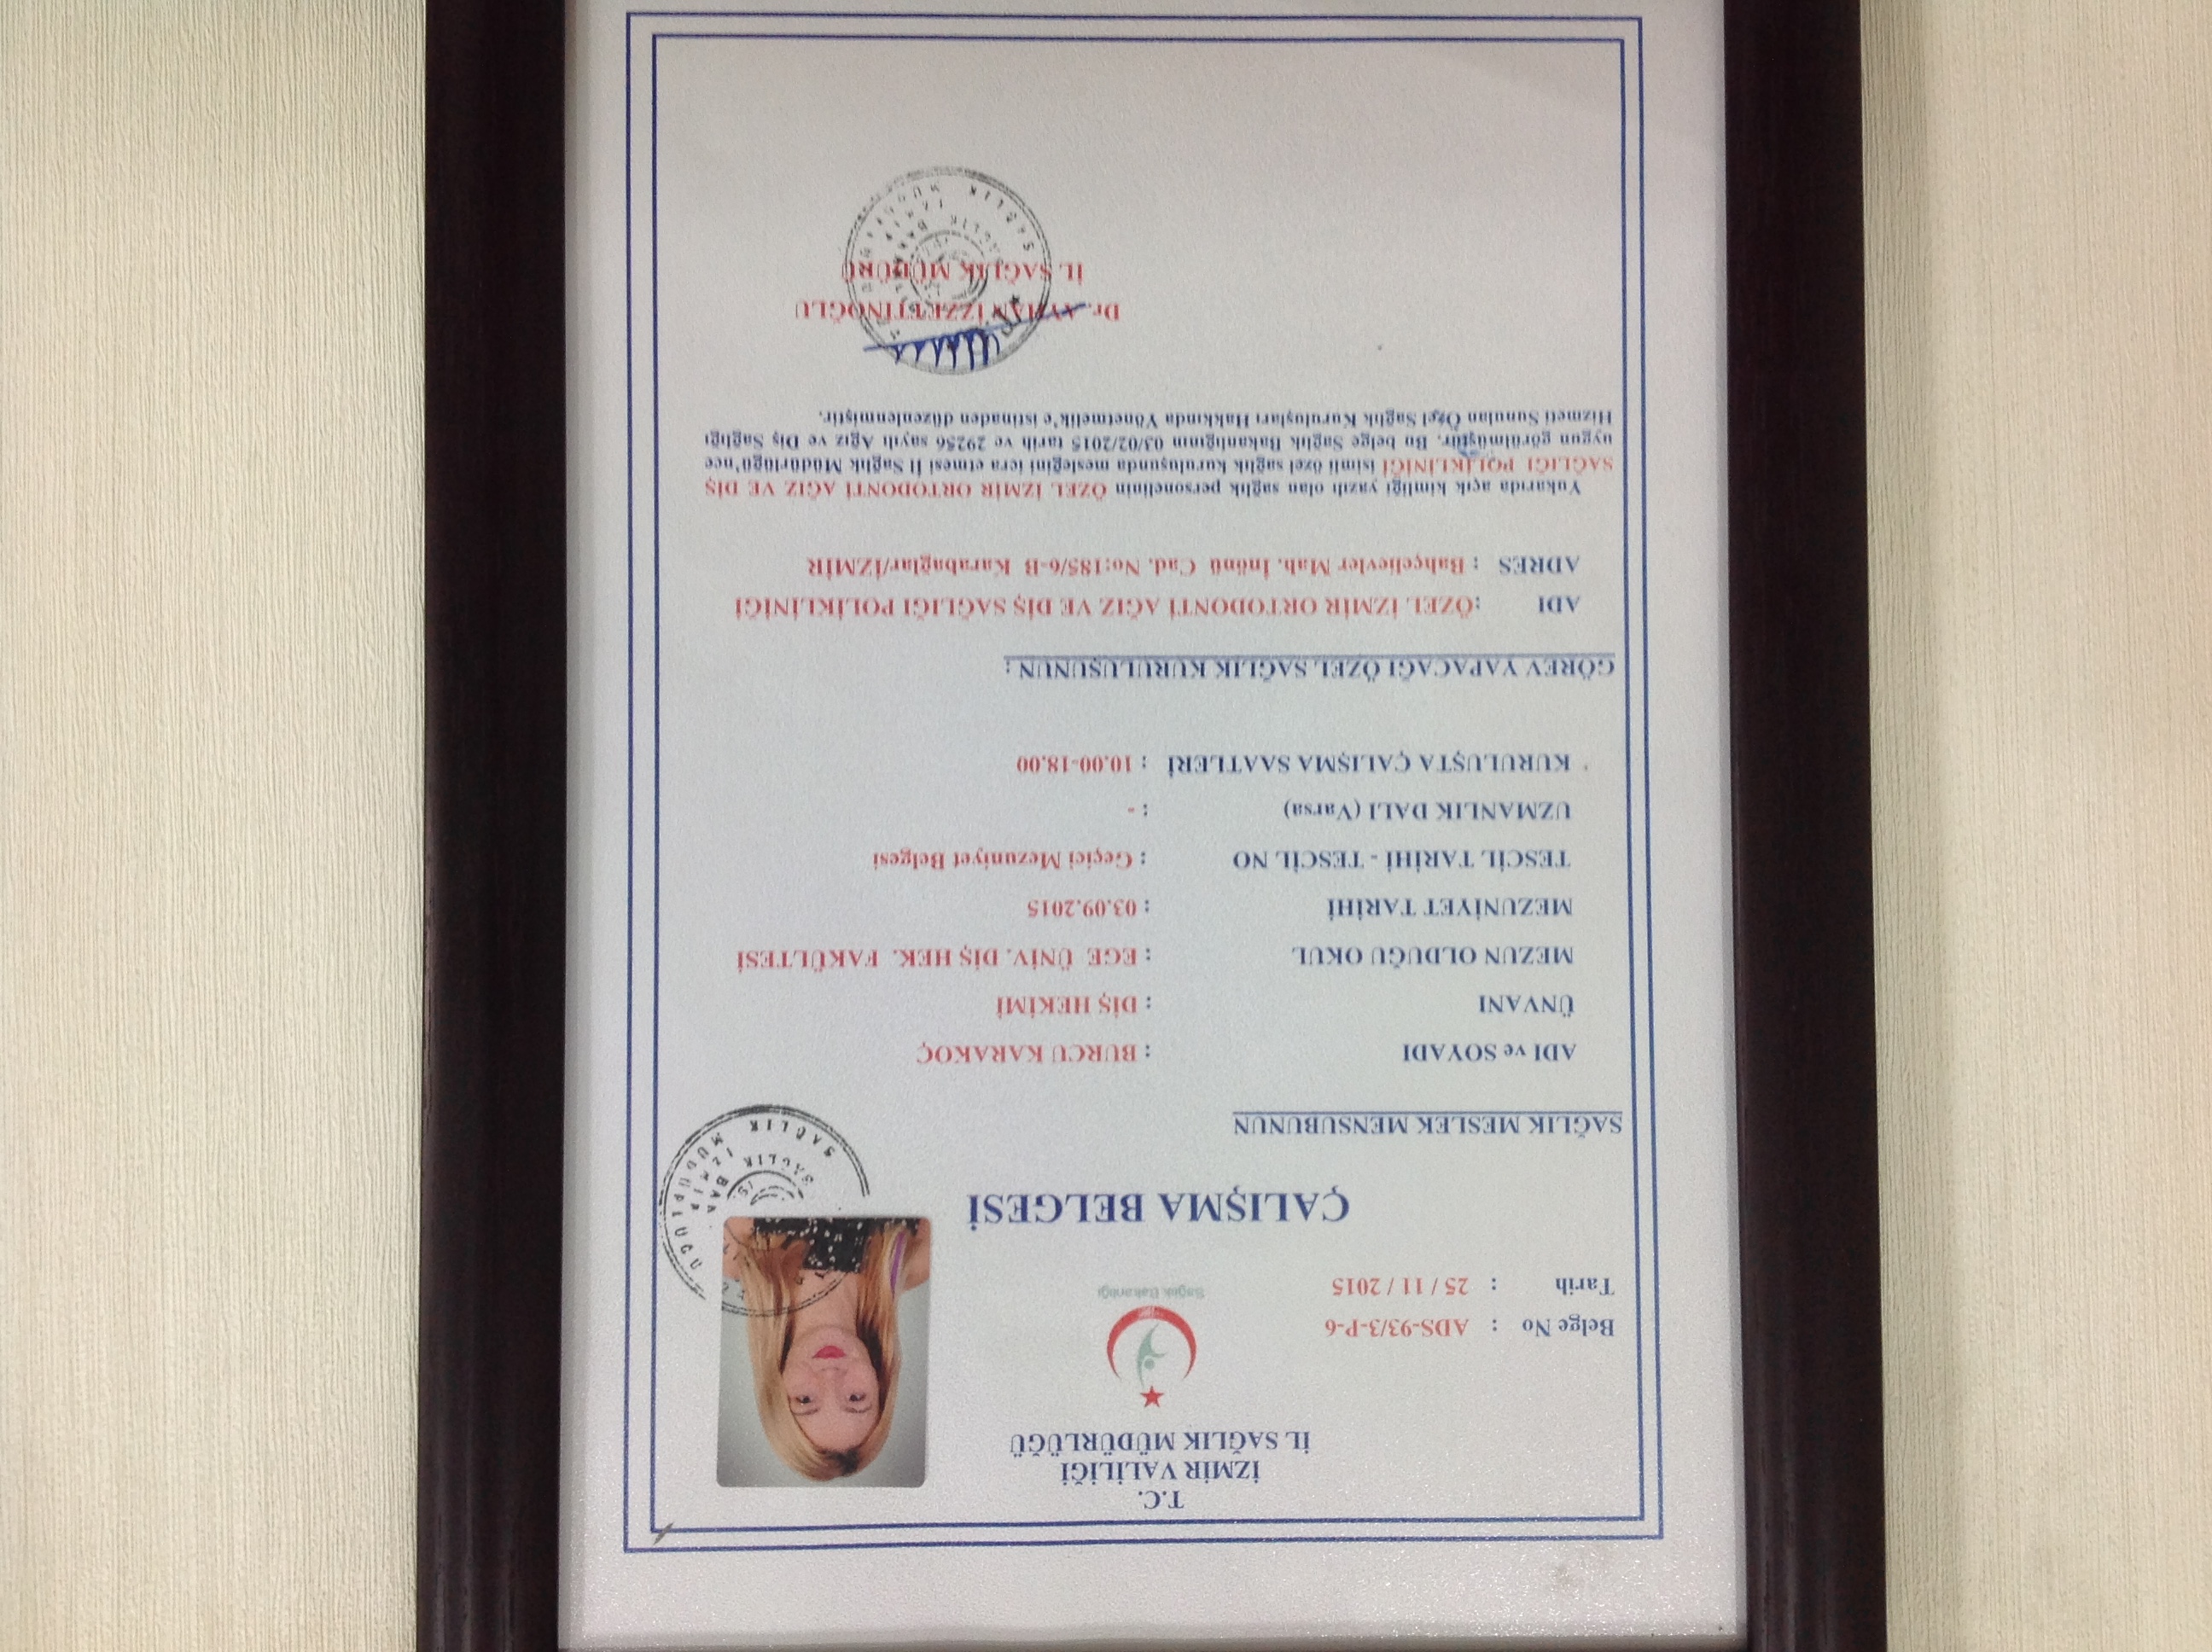 T.C.
İZMİR VALİLİĞİ
İL SAĞLIK MÜDÜRLÜĞÜ
Sağlık Bakanlığı
Belge No : ADS-93/3-P-6
Tarih : 25 / 11 / 2015
ÇALIŞMA BELGESİ
SAĞLIK MESLEK MENSUBUNUN
ADI ve SOYADI : BURCU KARAKOÇ
ÜNVANI : DİŞ HEKİMİ
MEZUN OLDUĞU OKUL : EGE ÜNİV. DİŞ HEK. FAKÜLTESİ
MEZUNİYET TARİHİ : 03.09.2015
TESCİL TARİHİ - TESCİL NO : Geçici Mezuniyet Belgesi
UZMANLIK DALI (Varsa) : -
KURULUŞTA ÇALIŞMA SAATLERİ : 10.00-18.00
GÖREV YAPACAĞI ÖZEL SAĞLIK KURULUŞUNUN :
ADI :ÖZEL İZMİR ORTODONTİ AĞIZ VE DİŞ SAĞLIĞI POLİKLİNİĞİ
ADRES : Bahçelievler Mah. İnönü Cad. No:185/6-B Karabağlar/İZMİR
Yukarıda açık kimliği yazılı olan sağlık personelinin ÖZEL İZMİR ORTODONTİ AĞIZ VE DİŞ
SAĞLIĞI POLİKLİNİĞİ isimli özel sağlık kuruluşunda mesleğini icra etmesi İl Sağlık Müdürlüğü'nce
uygun görülmüştür. Bu belge Sağlık Bakanlığının 03/02/2015 tarih ve 29256 sayılı Ağız ve Diş Sağlığı
Hizmeti Sunulan Özel Sağlık Kuruluşları Hakkında Yönetmelik'e istinaden düzenlenmiştir.
Dr. AYHAN İZZETTİNOĞLU
İL SAĞLIK MÜDÜRÜ